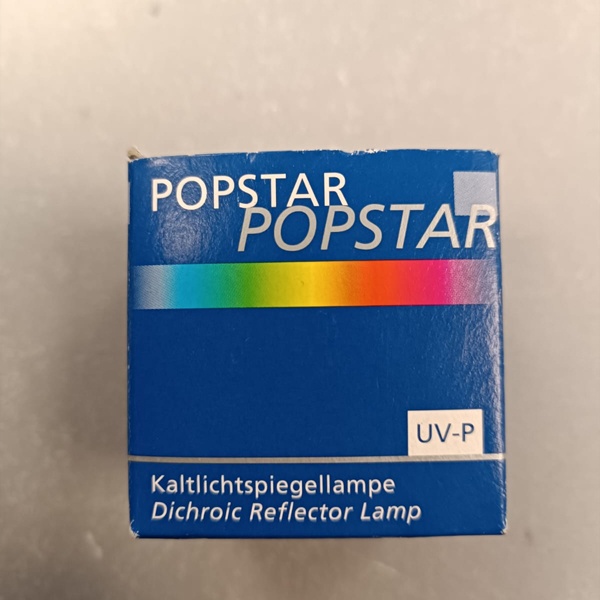 POPSTAR
POPSTAR
UV-P
Kaltlichtspiegellampe
Dichroic Reflector Lamp